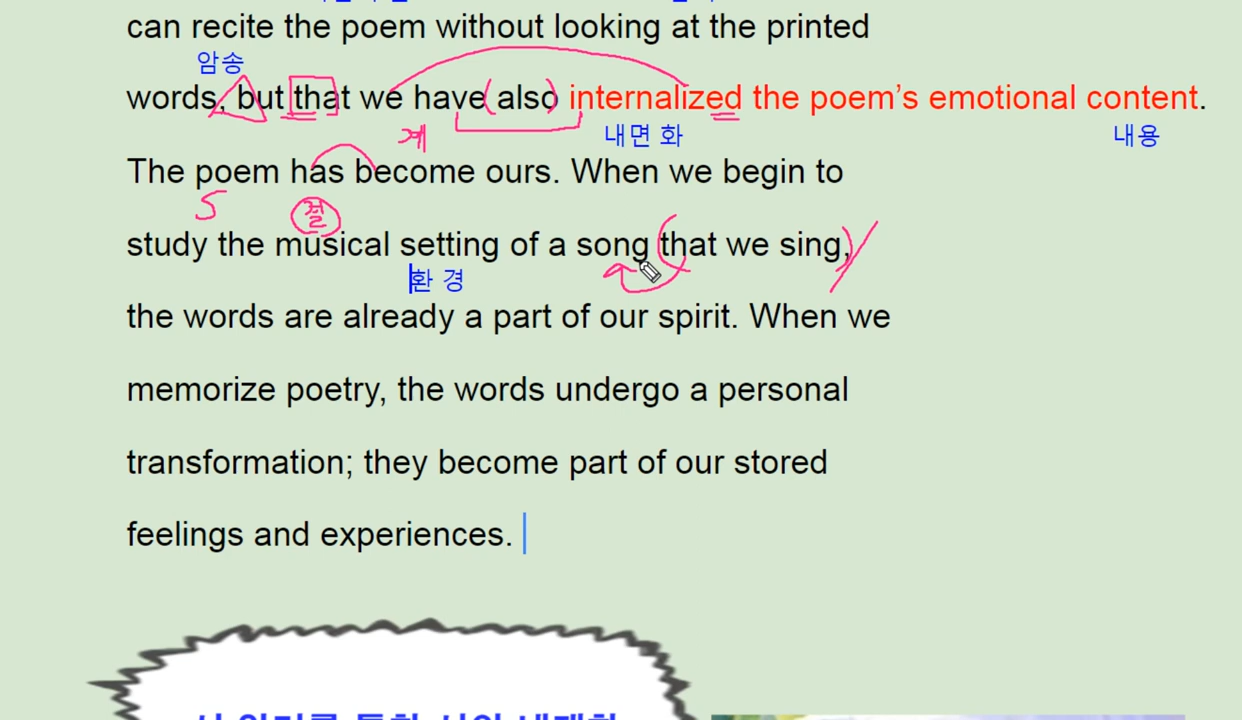 can recite the poem without looking at the printed
암송
words, but that we have also internalized the poem's emotional content.
계
내면 화
내용
The poem has become ours. When we begin to
S
결
study the musical setting of a song that we sing,
환 경
the words are already a part of our spirit. When we
memorize poetry, the words undergo a personal
transformation; they become part of our stored
feelings and experiences.